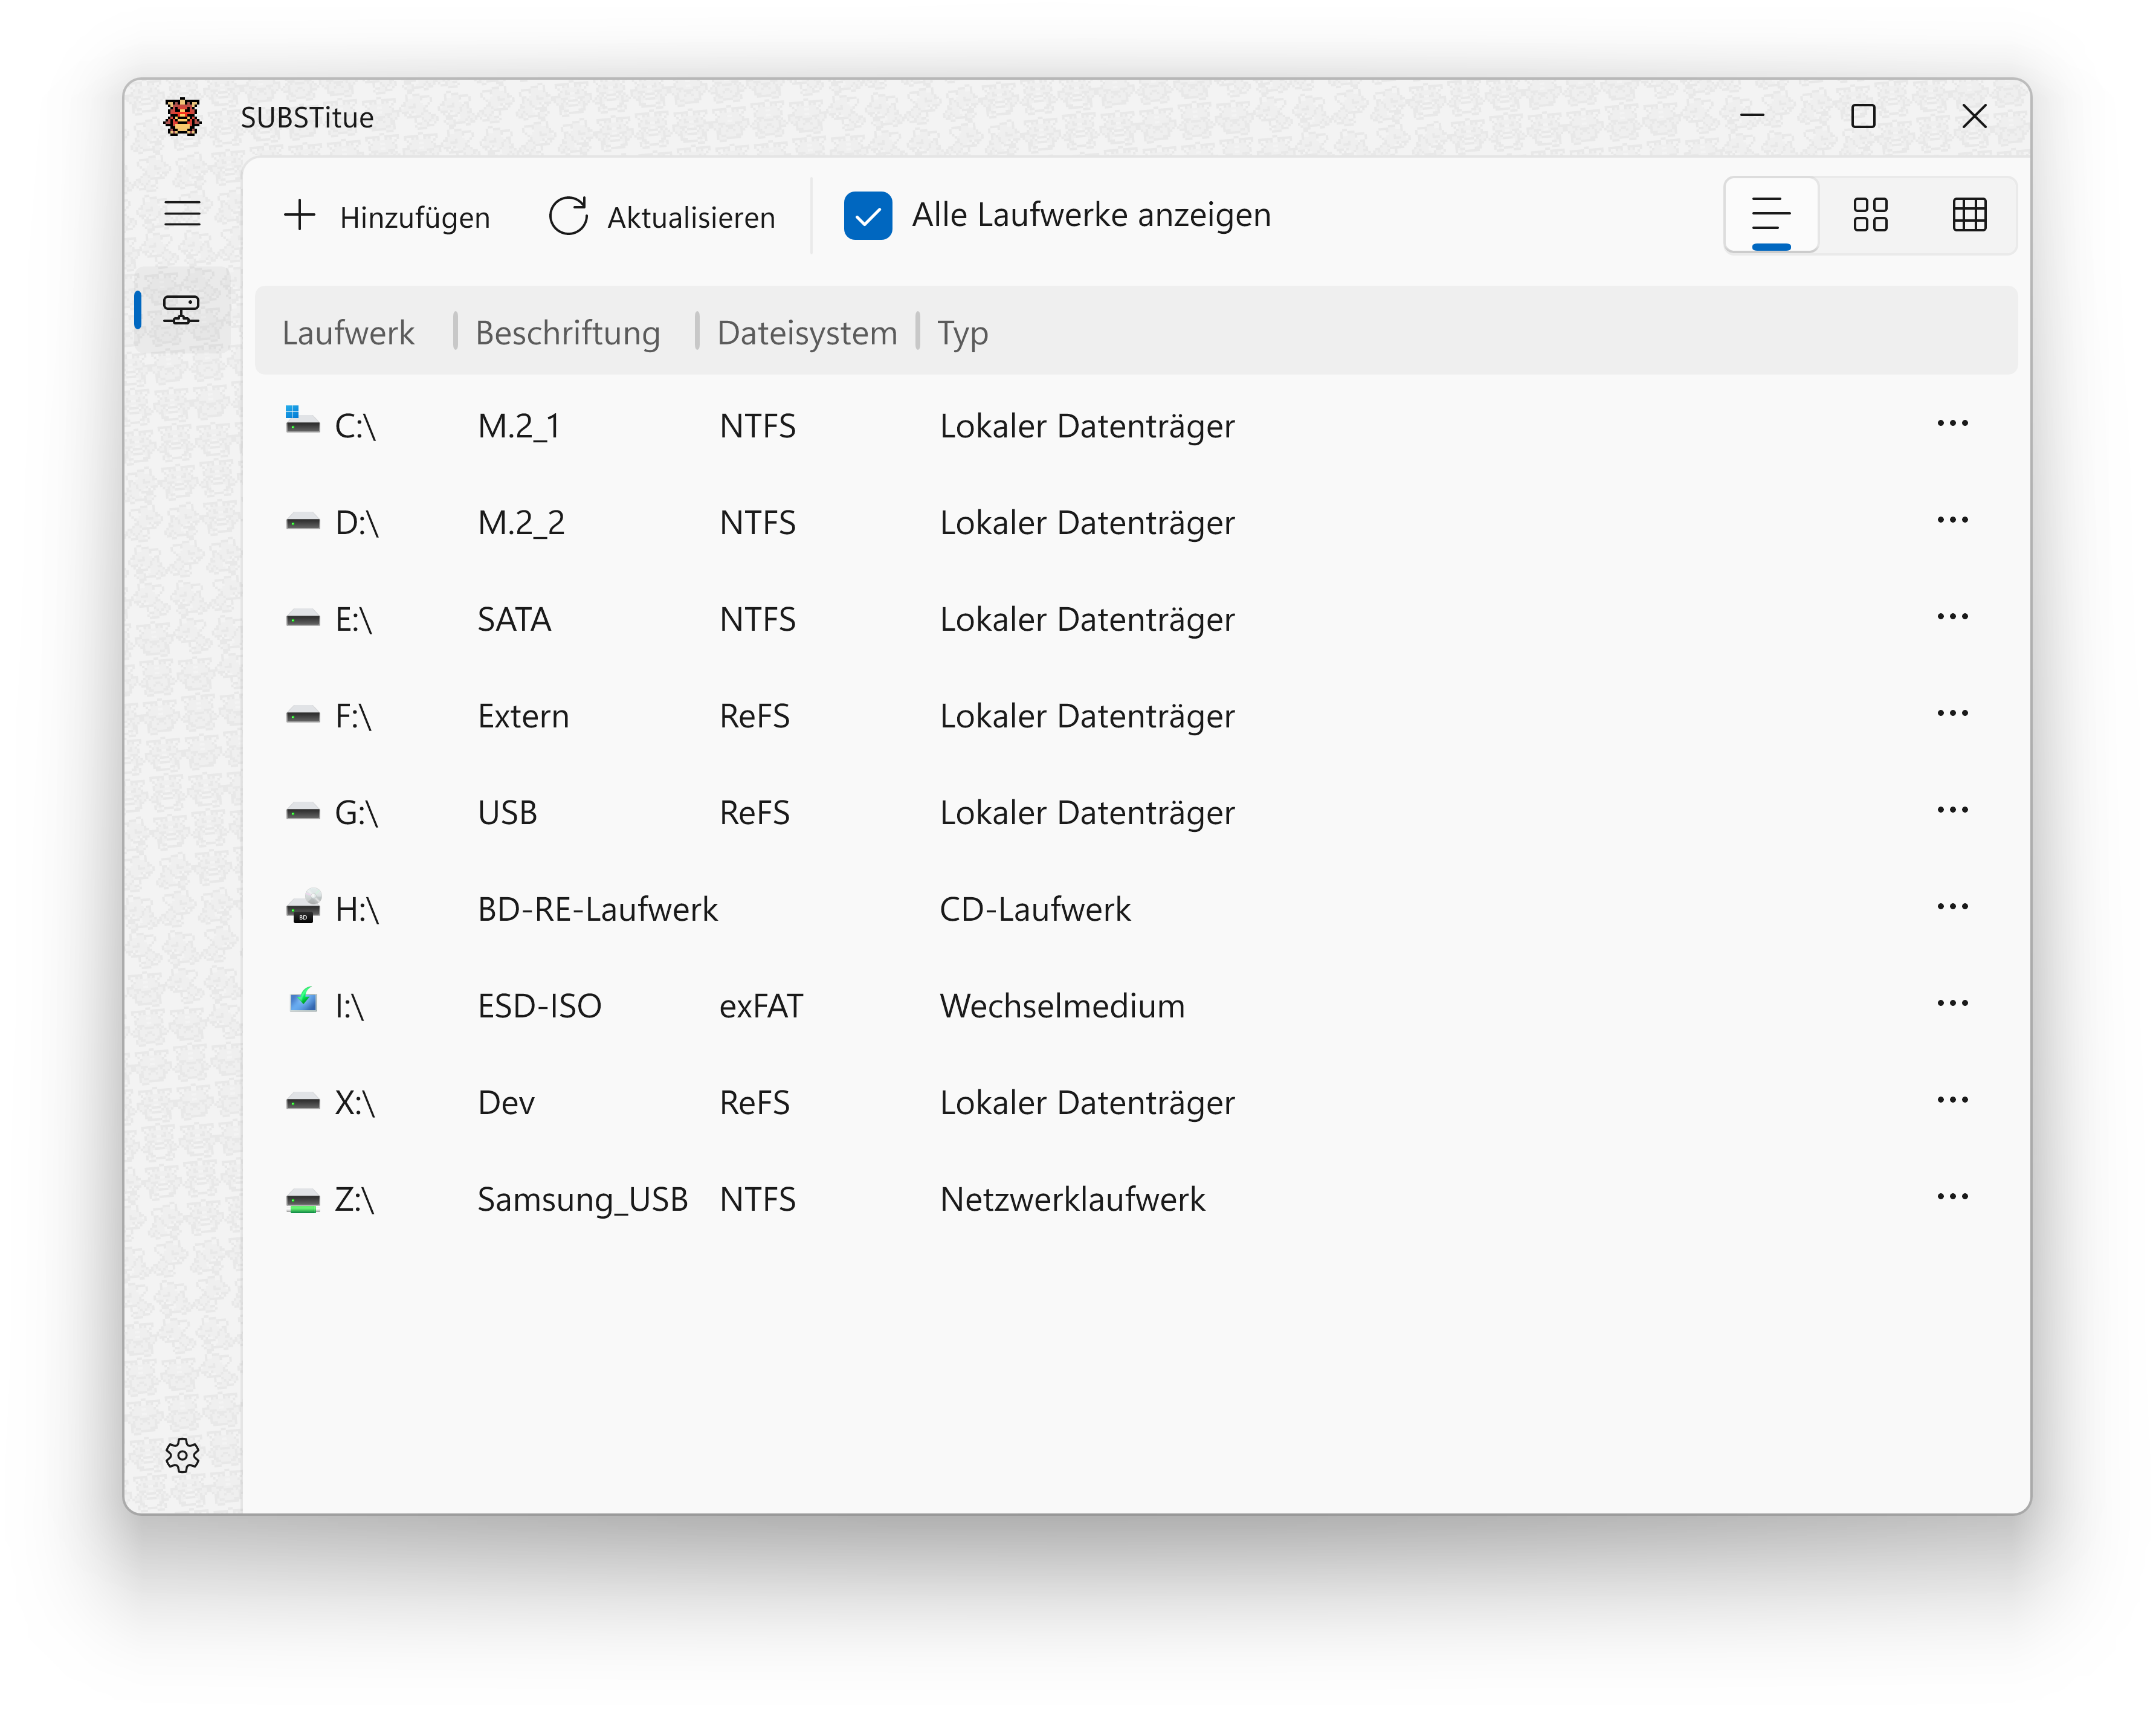 SUBSTitue
Hinzufügen Aktualisieren Alle Laufwerke anzeigen
Laufwerk Beschriftung Dateisystem Typ
C:\ M.2_1 NTFS Lokaler Datenträger
D:\ M.2_2 NTFS Lokaler Datenträger
E:\ SATA NTFS Lokaler Datenträger
F:\ Extern ReFS Lokaler Datenträger
G:\ USB ReFS Lokaler Datenträger
BD H:\ BD-RE-Laufwerk CD-Laufwerk
I:\ ESD-ISO exFAT Wechselmedium
X:\ Dev ReFS Lokaler Datenträger
Z:\ Samsung_USB NTFS Netzwerklaufwerk